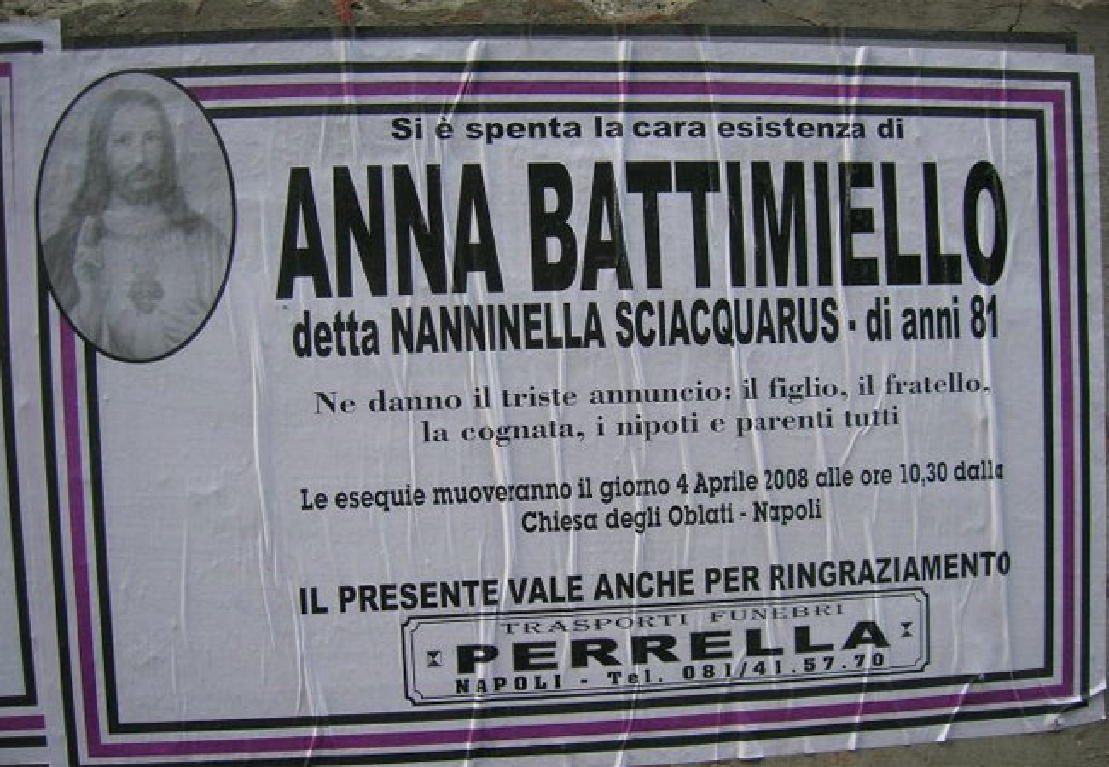 Si è spenta la cara esistenza di
ANNA BATTIMIELLO
detta NANNINELLA SCIACQUARUS - di anni 81
Ne danno il triste annuncio: il figlio, il fratello,
la cognata, i nipoti e parenti tutti
Le esequie muoveranno il giorno 4 Aprile 2008 alle ore 10,30 dalla
Chiesa degli Oblati - Napoli
IL PRESENTE VALE ANCHE PER RINGRAZIAMENTO
TRASPORTI FUNEBRI
PERRELLA
NAPOLI - Tel. 081/41.57.70